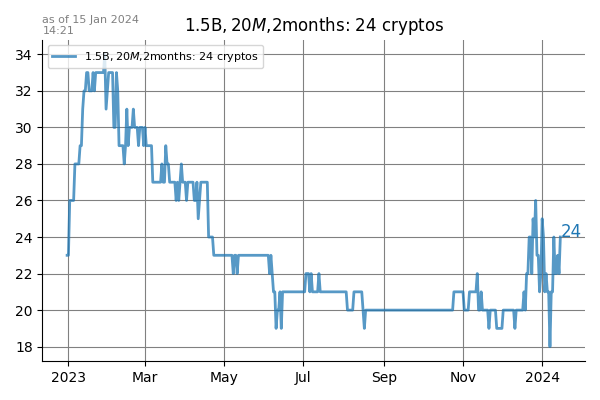 as of 15 Jan 2024
14:21
1.5B, 20M,2months: 24 cryptos
1.5B, 20M,2months: 24 cryptos
34
32
30
28
26
24
22
20
18
24
2023
Mar
May
Jul
Sep
Nov
2024